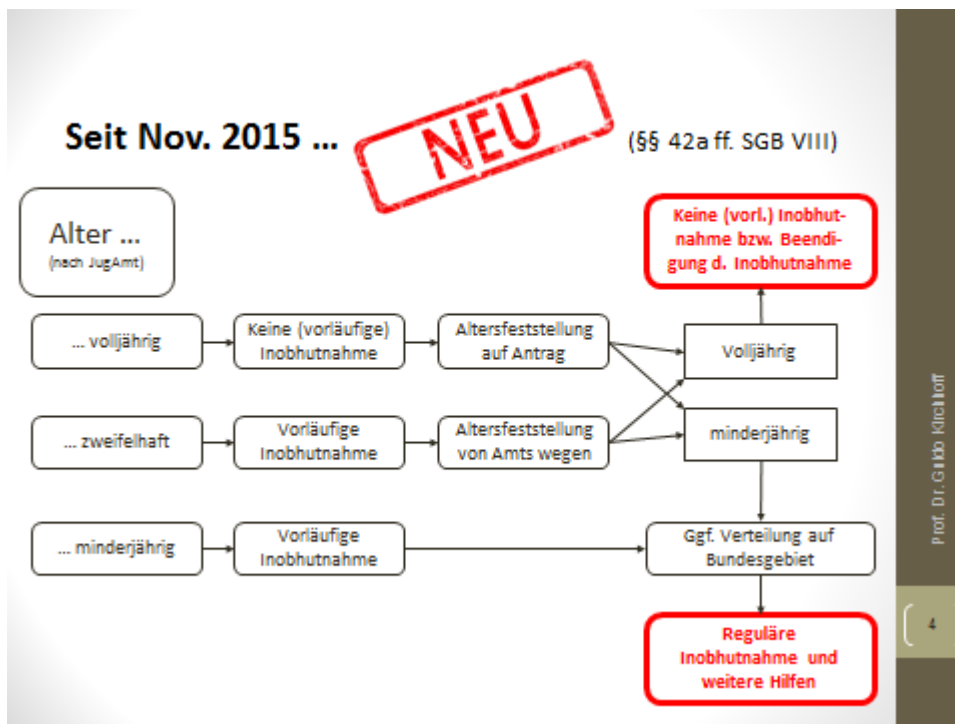 Seit Nov. 2015 ...
NEU
(§§ 42a ff. SGB VIII)
Alter ...
(nach JugAmt)
Keine (vorl.) Inobhut-
nahme bzw. Beendi-
gung d. Inobhutnahme
... volljährig
Keine (vorläufige)
Inobhutnahme
Altersfeststellung
auf Antrag
Volljährig
... zweifelhaft
Vorläufige
Inobhutnahme
Altersfeststellung
von Amts wegen
minderjährig
... minderjährig
Vorläufige
Inobhutnahme
Ggf. Verteilung auf
Bundesgebiet
Reguläre
Inobhutnahme und
weitere Hilfen
Prof. Dr. Guido Kirchhoff
4